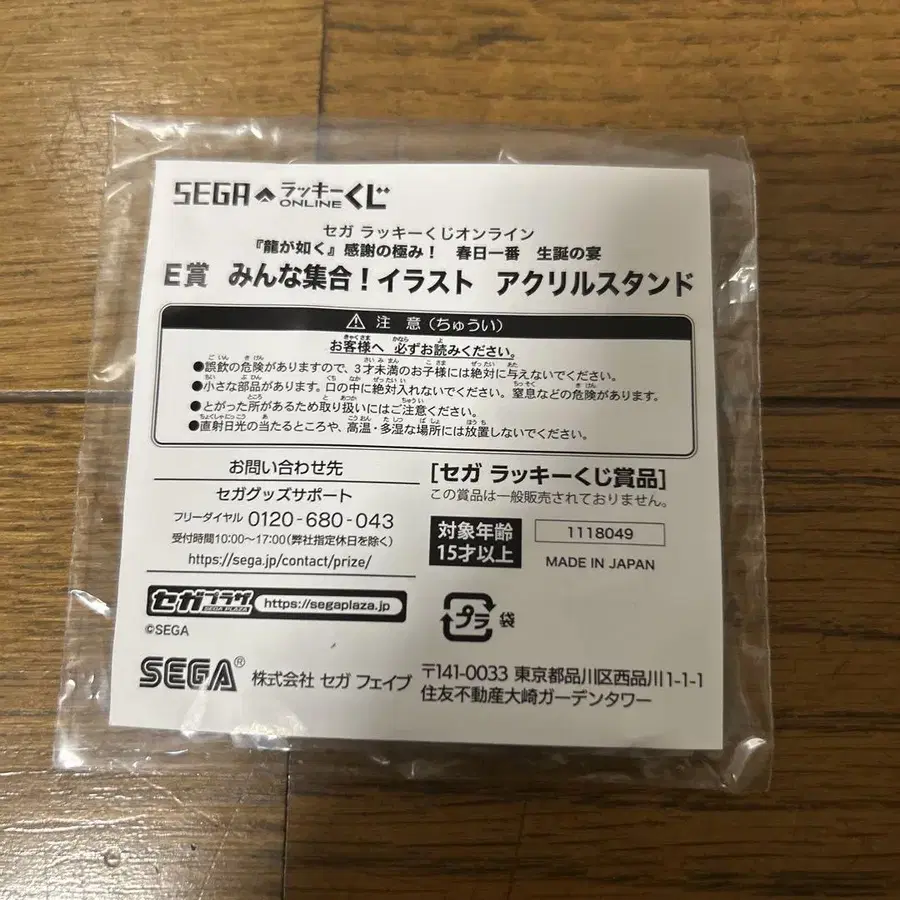 SEGA ラッキーくじ ONLINE
セガ ラッキーくじオンライン
『龍が如く』感謝の極み! 春日一番 生誕の宴
E賞 みんな集合!イラスト アクリルスタンド
⚠ 注 意(ちゅうい)
お客様へ 必ずお読みください。
●誤飲の危険がありますので、3才未満のお子様には絶対に与えないでください。
●小さな部品があります。口の中に絶対入れないでください。窒息などの危険があります。
●とがった所があるため取り扱いにはご注意ください。
●直射日光の当たるところや、高温・多湿な場所には放置しないでください。
お問い合わせ先
セガグッズサポート
フリーダイヤル 0120-680-043
受付時間10:00~17:00(弊社指定休日を除く)
https://sega.jp/contact/prize/
[セガ ラッキーくじ賞品]
この賞品は一般販売されておりません。
対象年齢
15才以上
1118049
MADE IN JAPAN
セガプラザ
SEGA PLAZA
https://segaplaza.jp
プラ 袋
©SEGA
SEGA® 株式会社 セガ フェイブ
〒141-0033 東京都品川区西品川1-1-1
住友不動産大崎ガーデンタワー